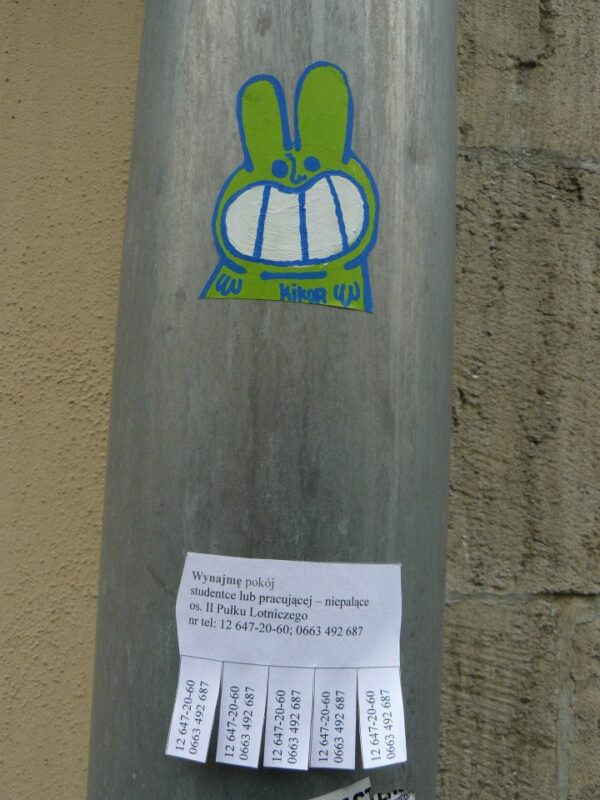 KIKOR
Wynajmę pokój
studentce lub pracującej – niepalące
os. II Pułku Lotniczego
nr tel: 12 647-20-60; 0663 492 687
12 647-20-60
0663 492 687
12 647-20-60
0663 492 687
12 647-20-60
0663 492 687
12 647-20-60
0663 492 687
12 647-20-60
0663 492 687